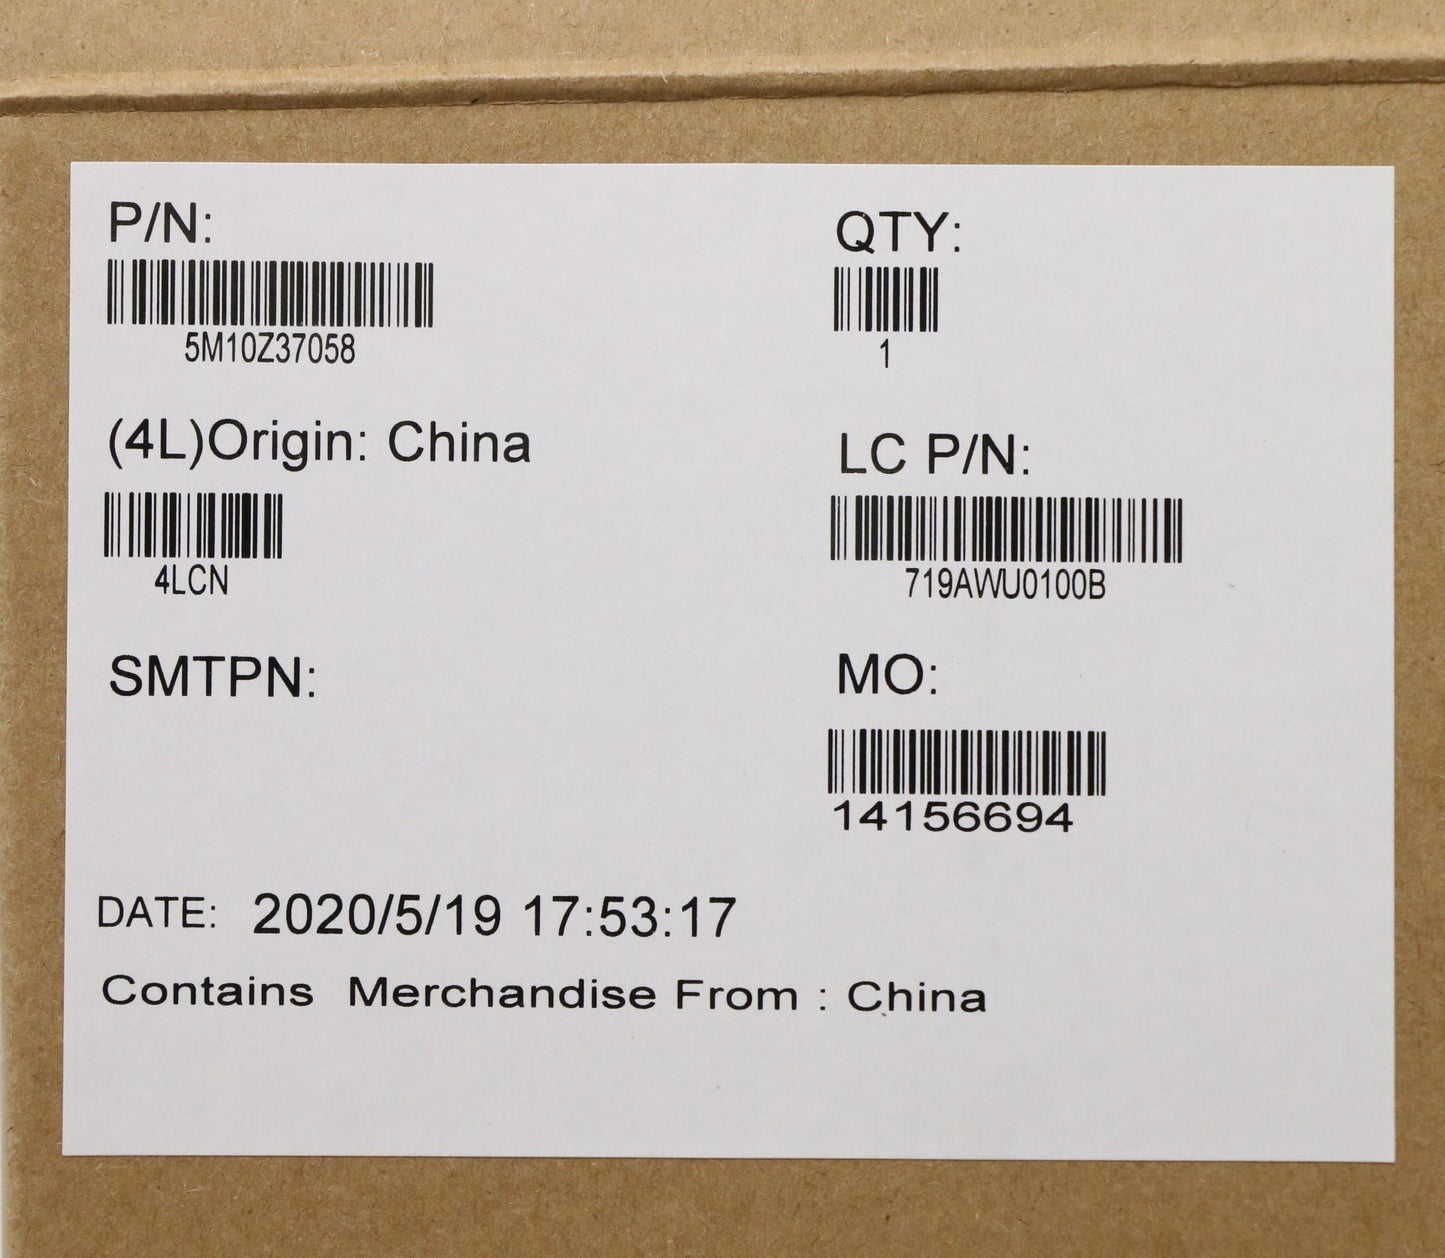 P/N:
5M10Z37058
QTY:
1
(4L)Origin: China
4LCN
LC P/N:
719AWU0100B
SMTPN:
MO:
14156694
DATE: 2020/5/19 17:53:17
Contains Merchandise From : China